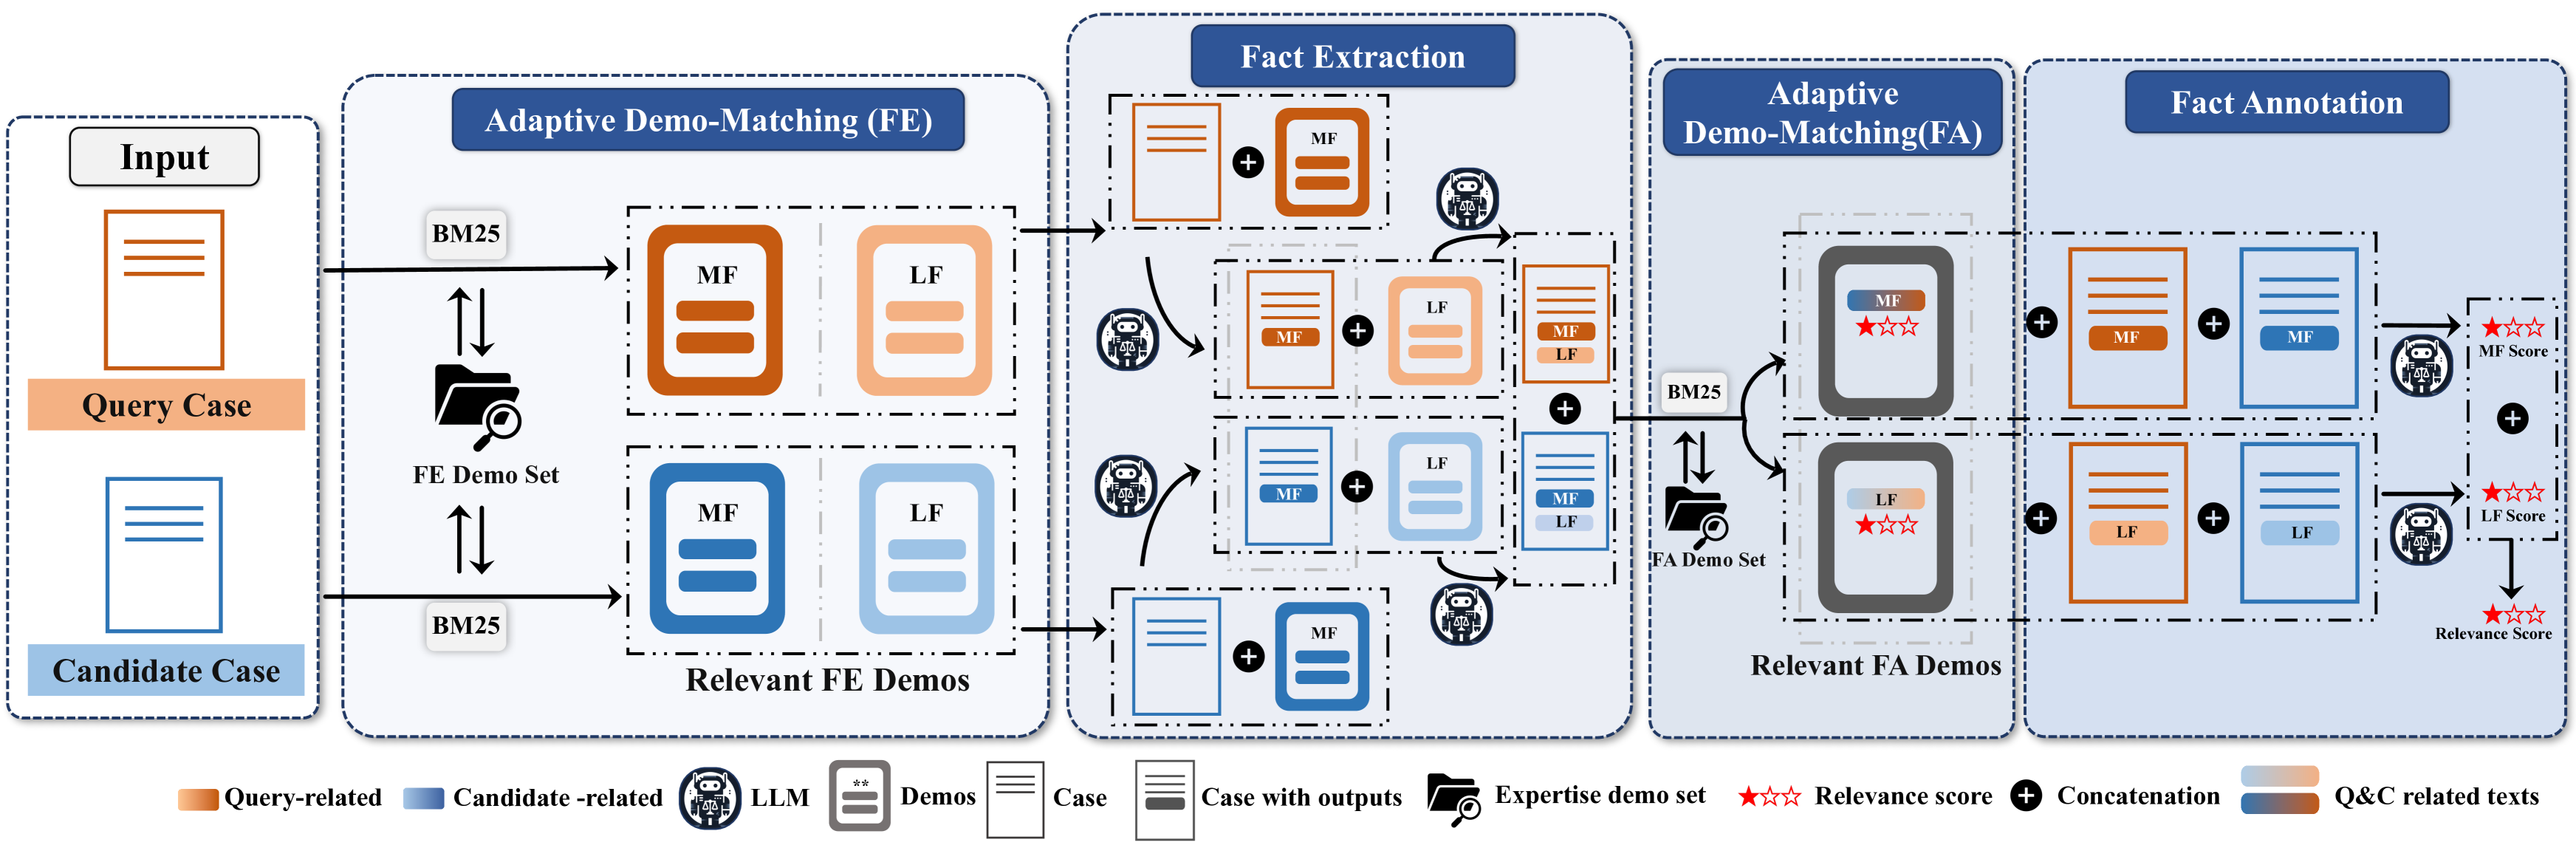 Input
Query Case
Candidate Case
Adaptive Demo-Matching (FE)
BM25
FE Demo Set
BM25
MF
LF
MF
LF
Relevant FE Demos
Fact Extraction
MF
MF
LF
MF
LF
MF
LF
MF
LF
MF
Adaptive
Demo-Matching(FA)
BM25
FA Demo Set
MF
LF
Relevant FA Demos
Fact Annotation
MF
MF
MF Score
LF
LF
LF Score
Relevance Score
Query-related
Candidate -related
LLM
**
Demos
Case
Case with outputs
Expertise demo set
Relevance score
Concatenation
Q&C related texts